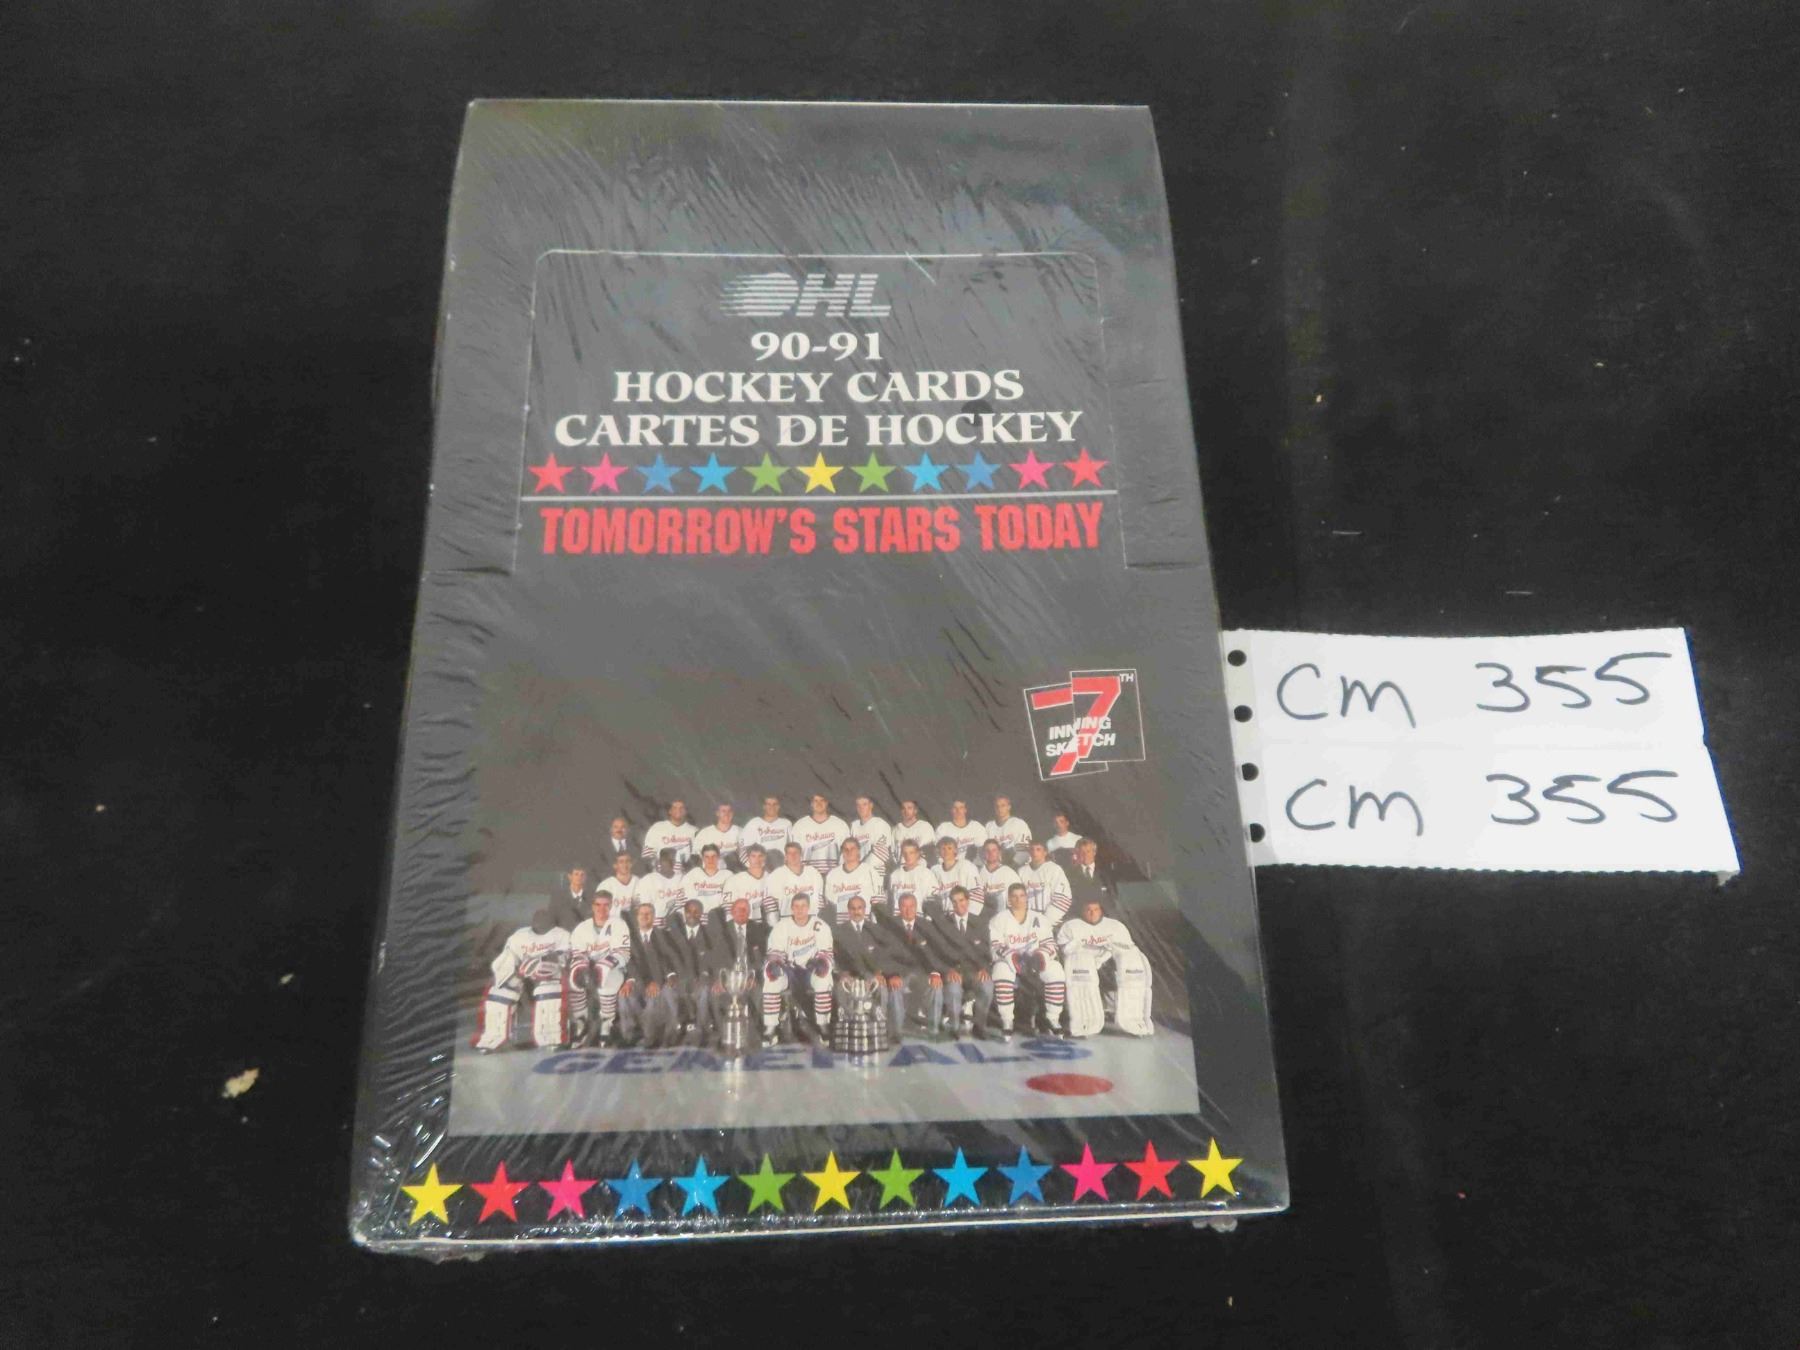 OHL
90-91
HOCKEY CARDS
CARTES DE HOCKEY
TOMORROW'S STARS TODAY
7TH
INNING
SKETCH
CM 355
CM 355
Oshawa
GENERALS